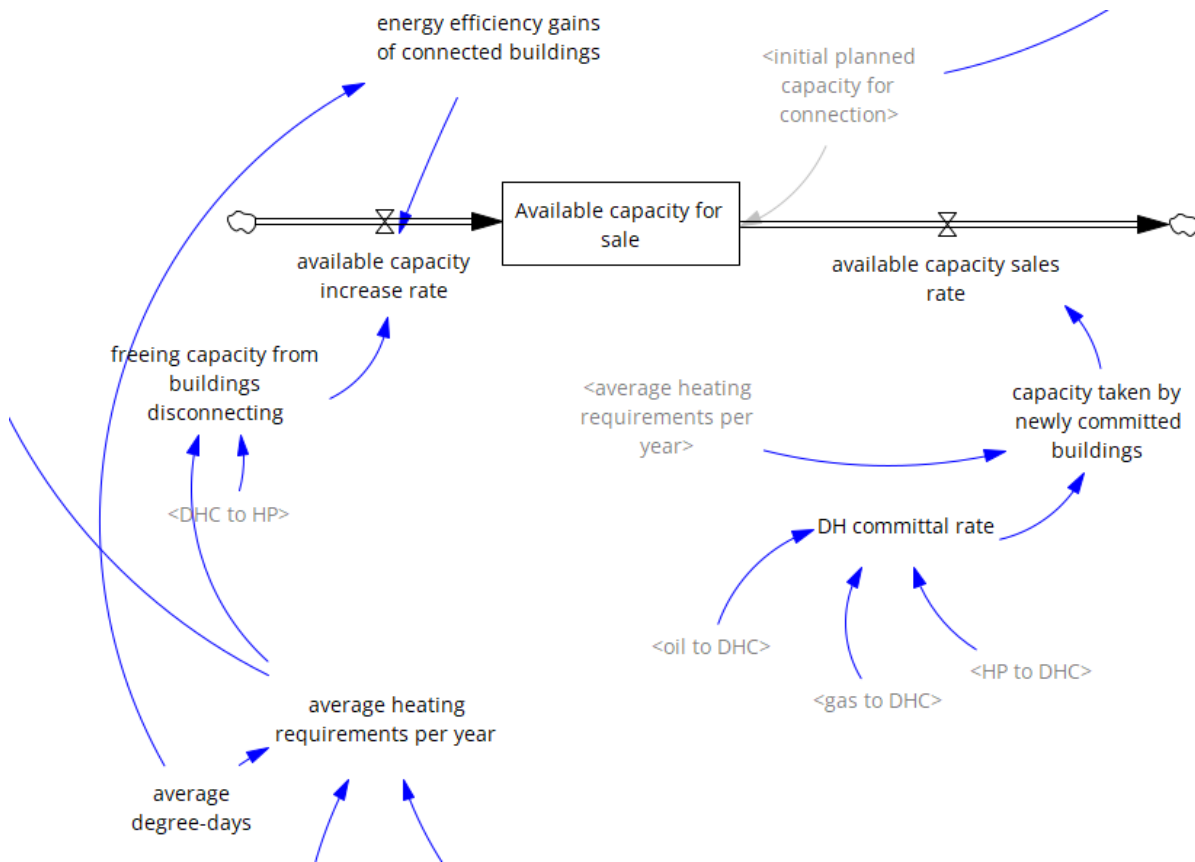 energy efficiency gains
of connected buildings
<initial planned
capacity for
connection>
Available capacity for
sale
available capacity
increase rate
available capacity sales
rate
freeing capacity from
buildings
disconnecting
<average heating
requirements per
year>
capacity taken by
newly committed
buildings
<DHC to HP>
DH committal rate
<oil to DHC>
<HP to DHC>
<gas to DHC>
average heating
requirements per year
average
degree-days